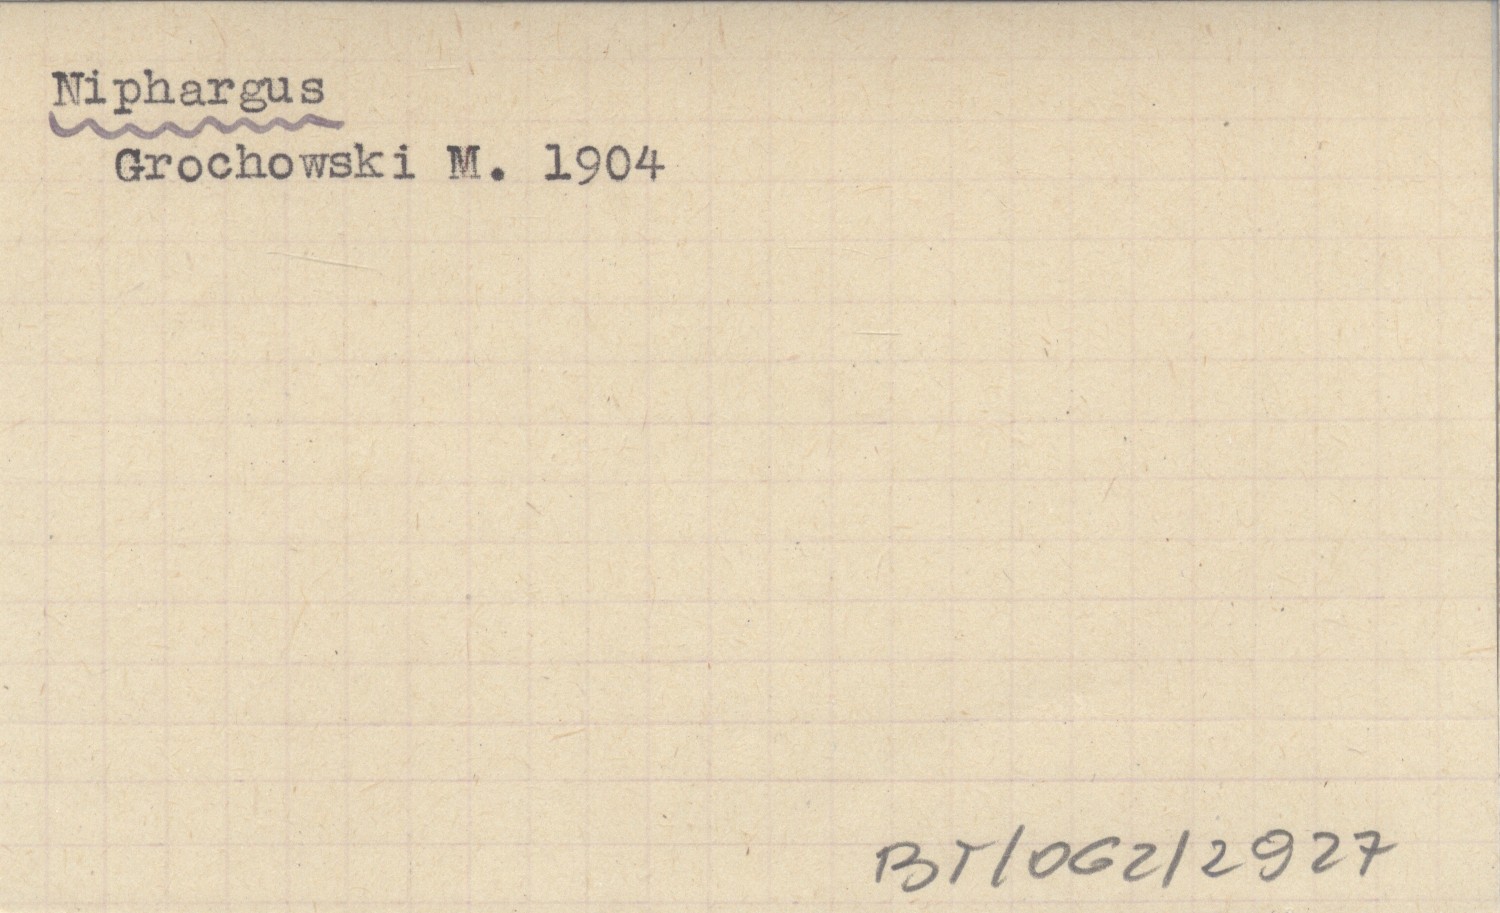 Niphargus
Grochowski M. 1904
BT/062/2927